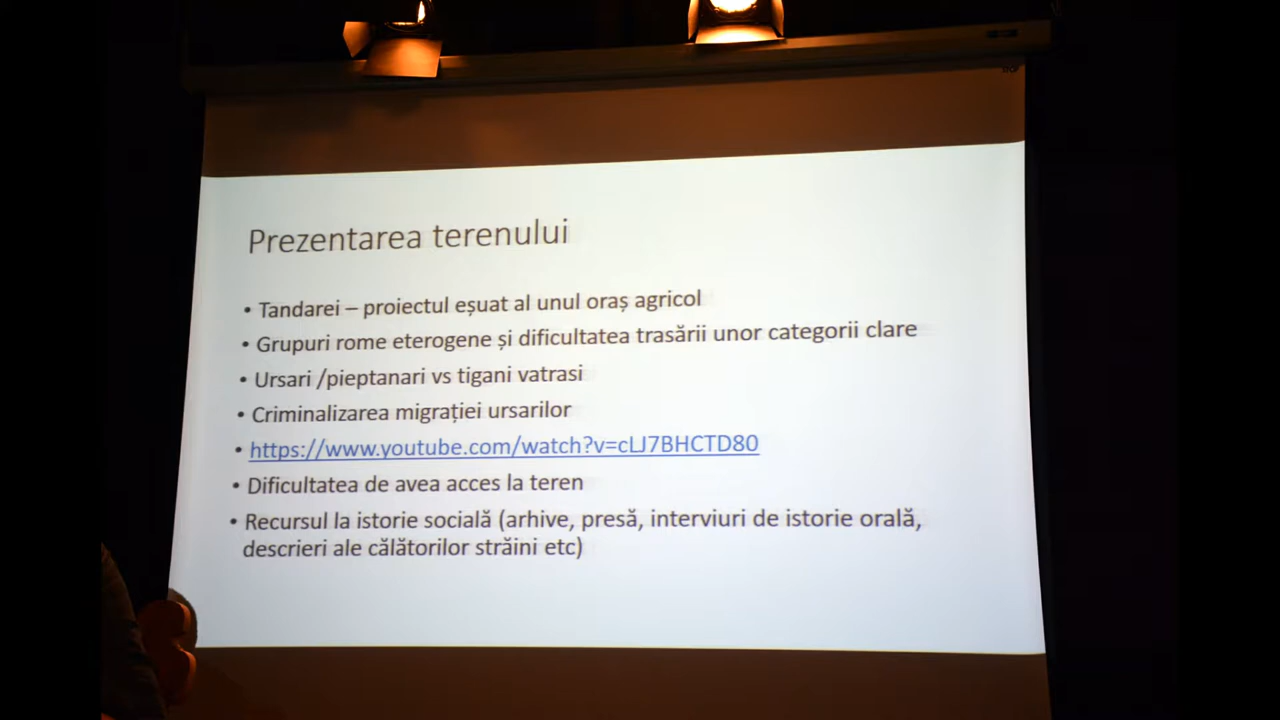 Prezentarea terenului
• Tandarei – proiectul eșuat al unul oraș agricol
• Grupuri rome eterogene și dificultatea trasării unor categorii clare
• Ursari /pieptanari vs tigani vatrasi
• Criminalizarea migrației ursarilor
• https://www.youtube.com/watch?v=cLJ7BHCTD80
• Dificultatea de avea acces la teren
• Recursul la istorie socială (arhive, presă, interviuri de istorie orală,
descrieri ale călătorilor străini etc)